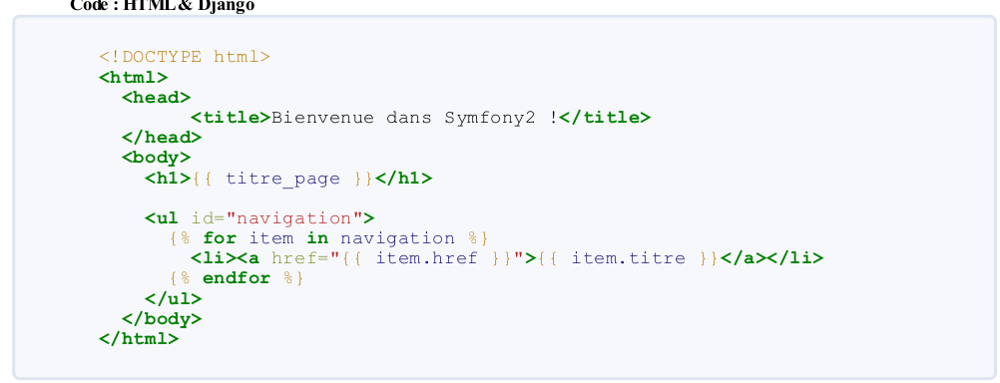 Code : HTML & Django
<!DOCTYPE html>
<html>
  <head>
        <title>Bienvenue dans Symfony2 !</title>
  </head>
  <body>
    <h1>{{ titre_page }}</h1>

    <ul id="navigation">
      {% for item in navigation %}
        <li><a href="{{ item.href }}">{{ item.titre }}</a></li>
      {% endfor %}
    </ul>
  </body>
</html>